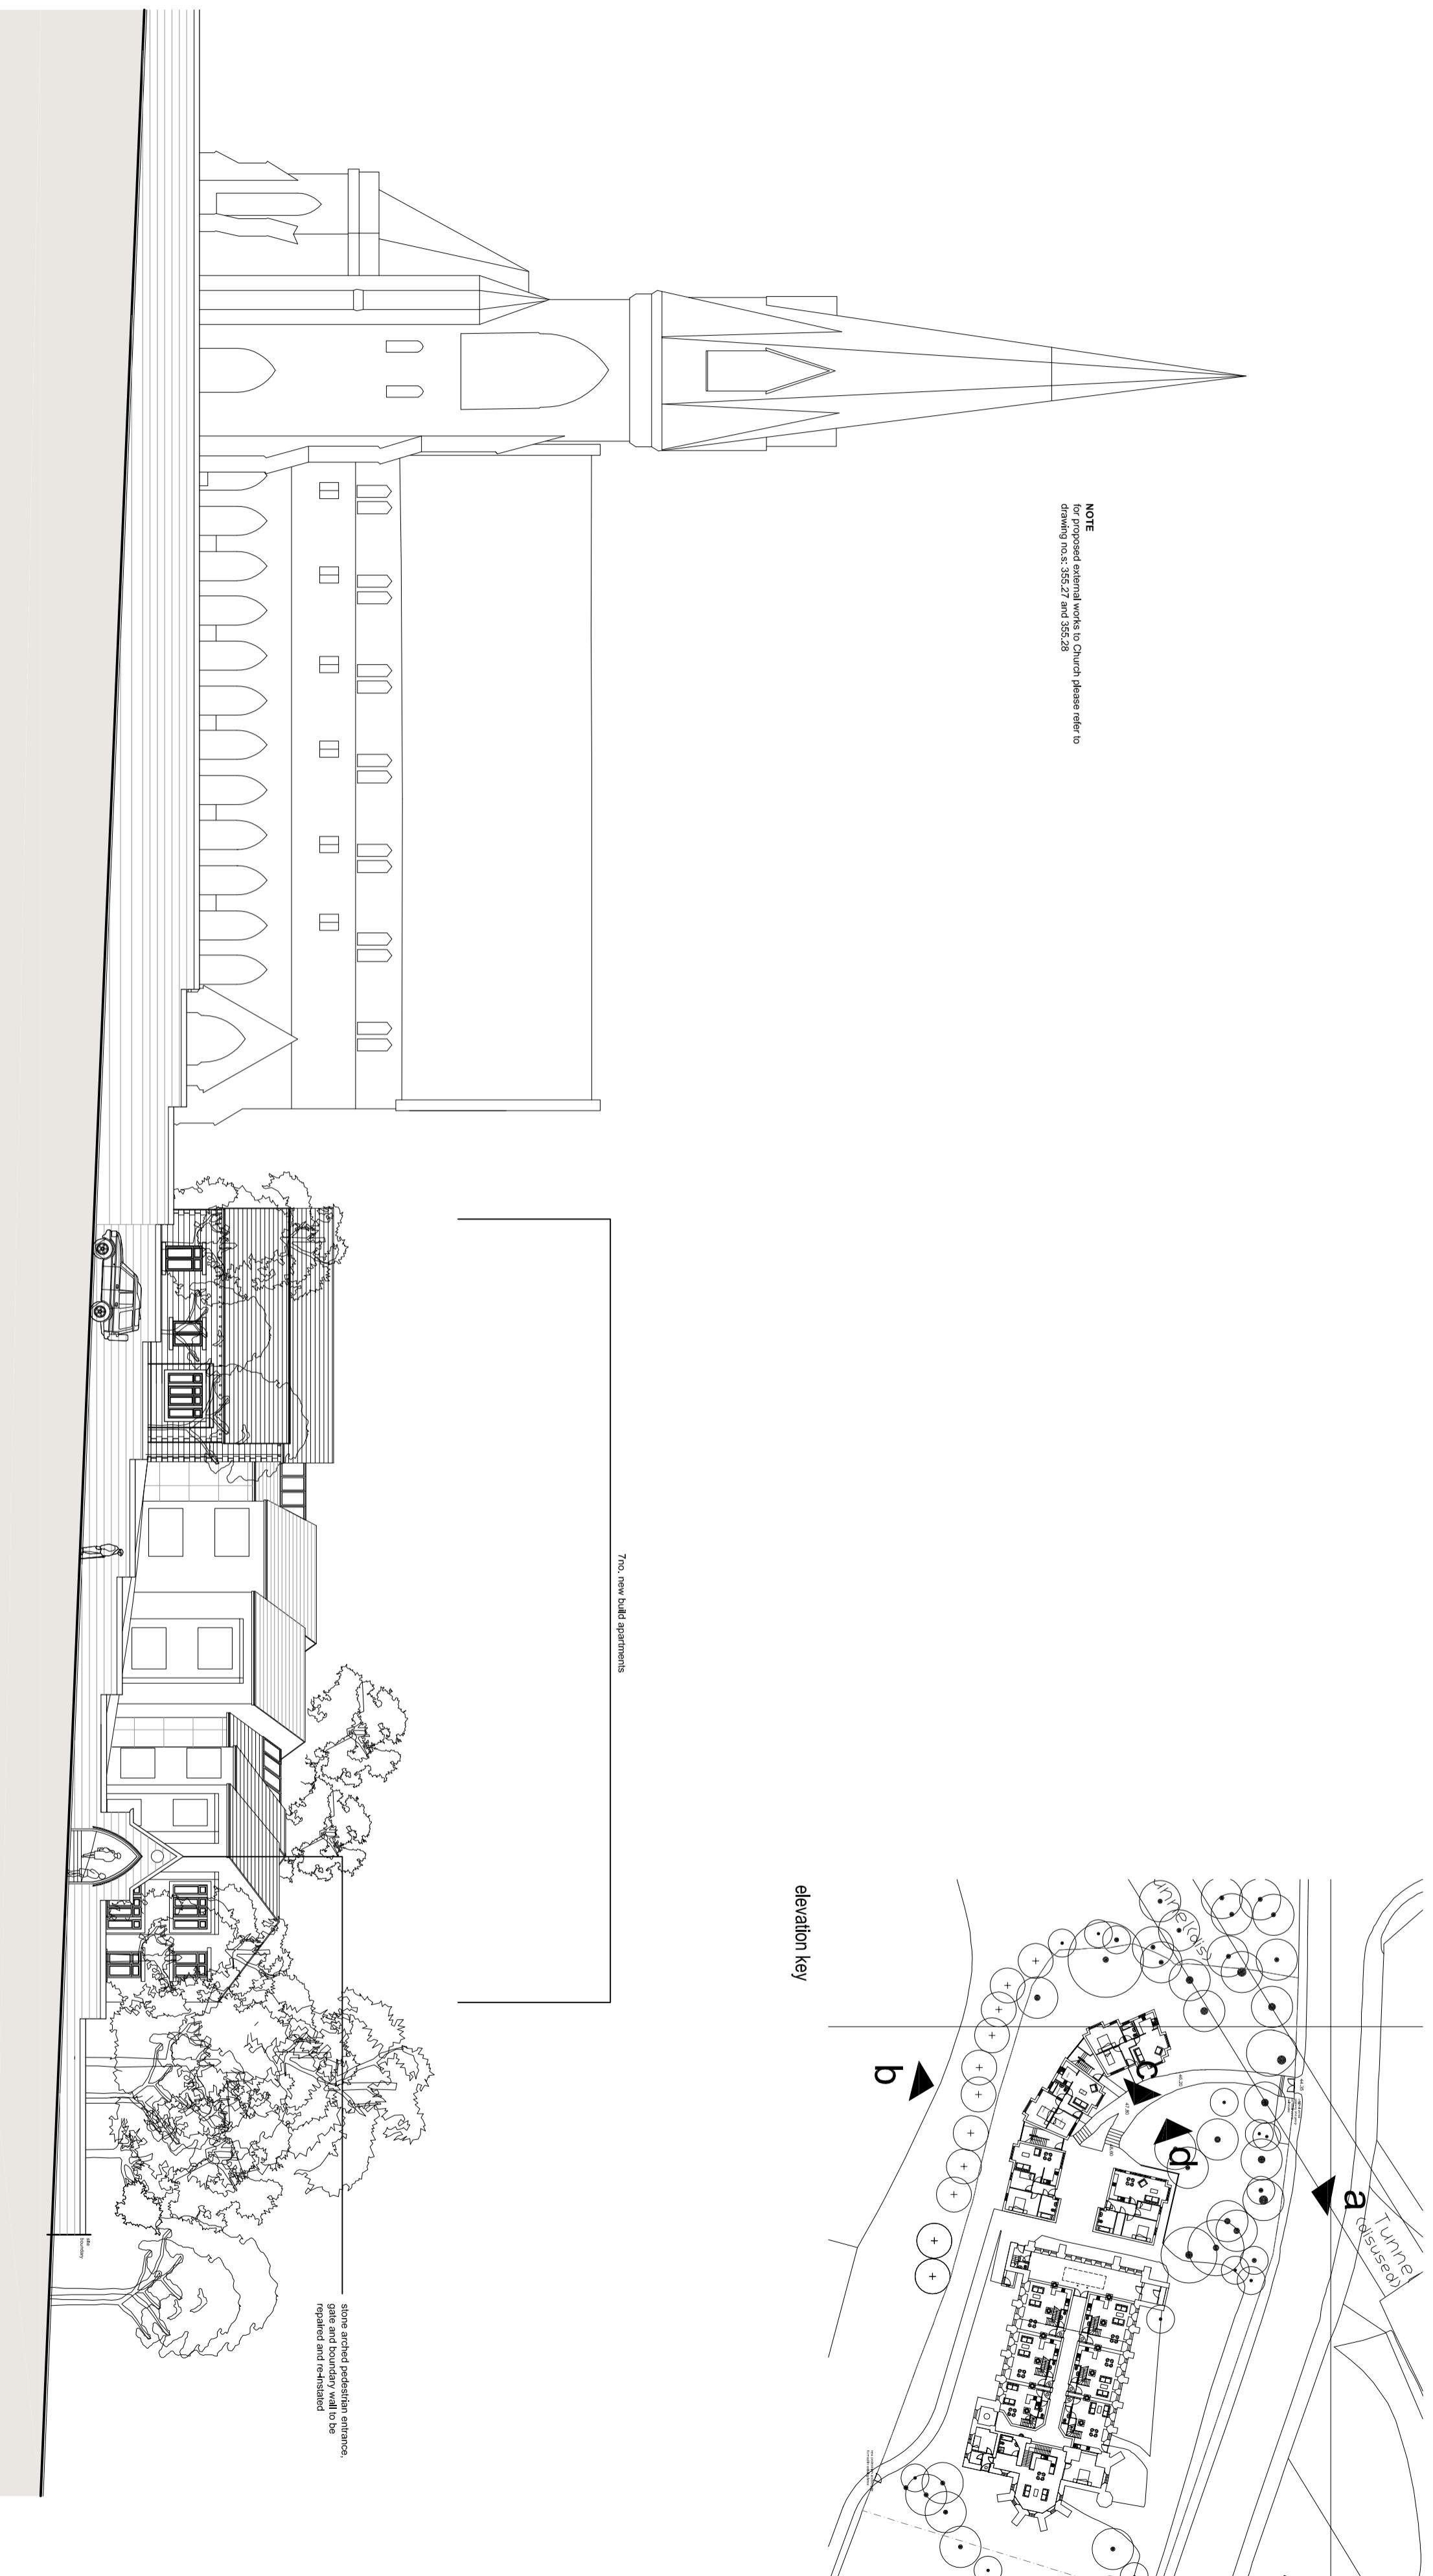 NOTE
for proposed external works to Church please refer to
drawing no.s: 355.27 and 355.28
7no. new build apartments
stone arched pedestrian entrance,
gate and boundary wall to be
repaired and re-instated
site
boundary
elevation key
a
b
c
d
Tunnel
(disused)